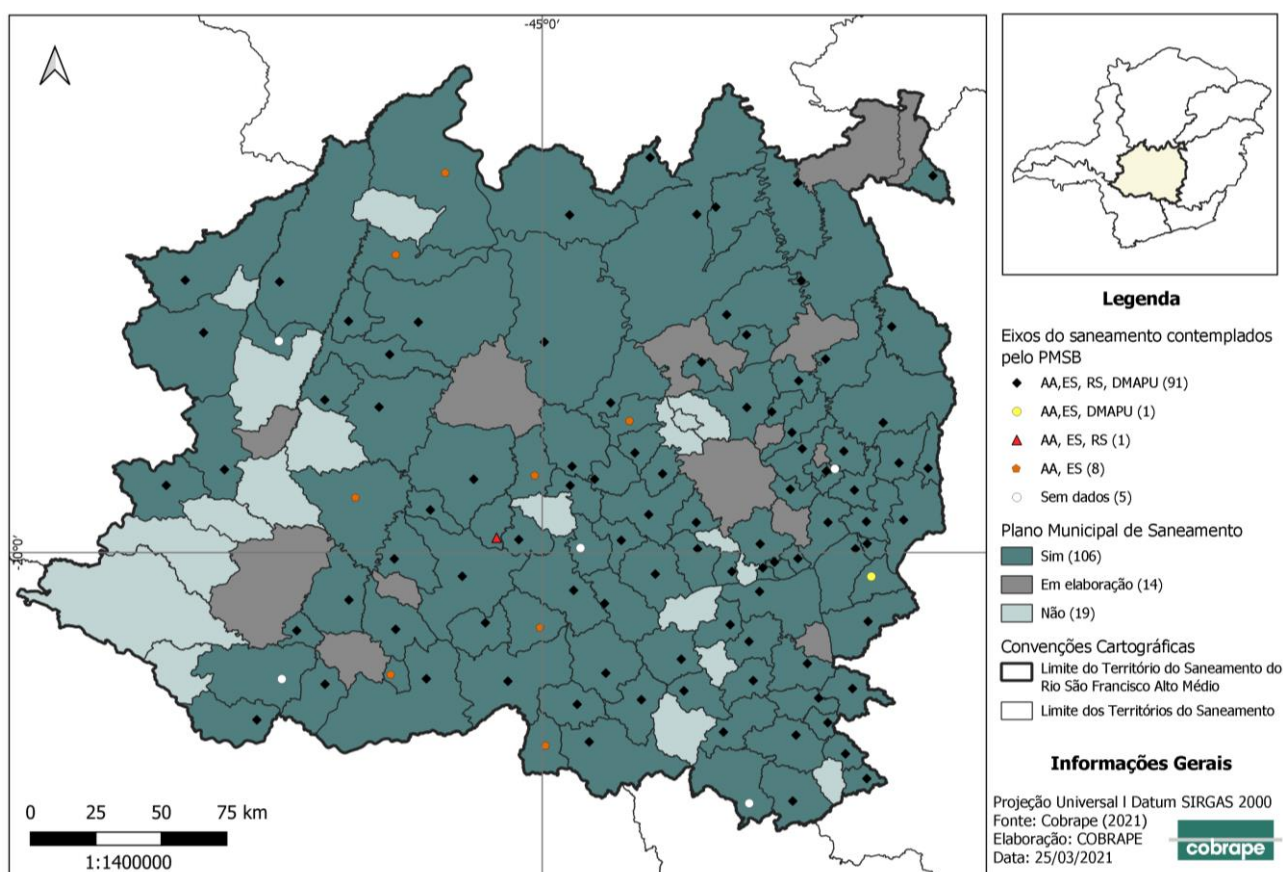 -45°0'
-20°0'
0 25 50 75 km
1:1400000
Legenda
Eixos do saneamento contemplados
pelo PMSB
AA,ES, RS, DMAPU (91)
AA,ES, DMAPU (1)
AA, ES, RS (1)
AA, ES (8)
Sem dados (5)
Plano Municipal de Saneamento
Sim (106)
Em elaboração (14)
Não (19)
Convenções Cartográficas
Limite do Território do Saneamento do
Rio São Francisco Alto Médio
Limite dos Territórios do Saneamento
Informações Gerais
Projeção Universal I Datum SIRGAS 2000
Fonte: Cobrape (2021)
Elaboração: COBRAPE
Data: 25/03/2021
cobrape